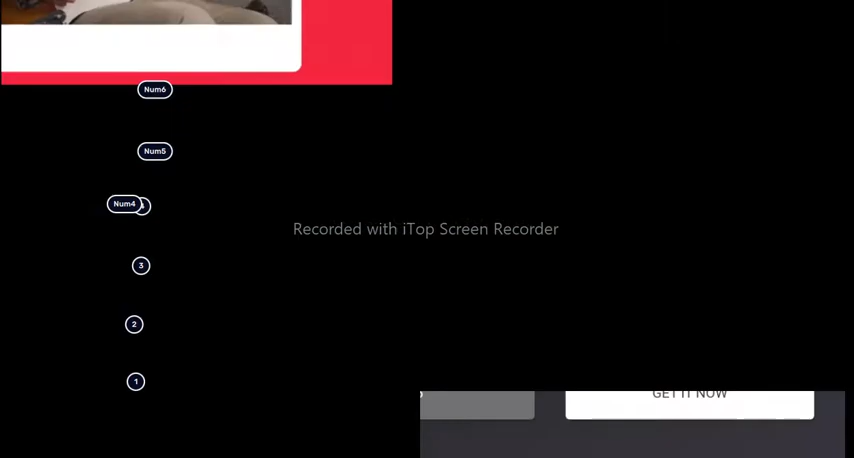 Num6
Num5
Num4
Recorded with iTop Screen Recorder
3
2
1
GET IT NOW